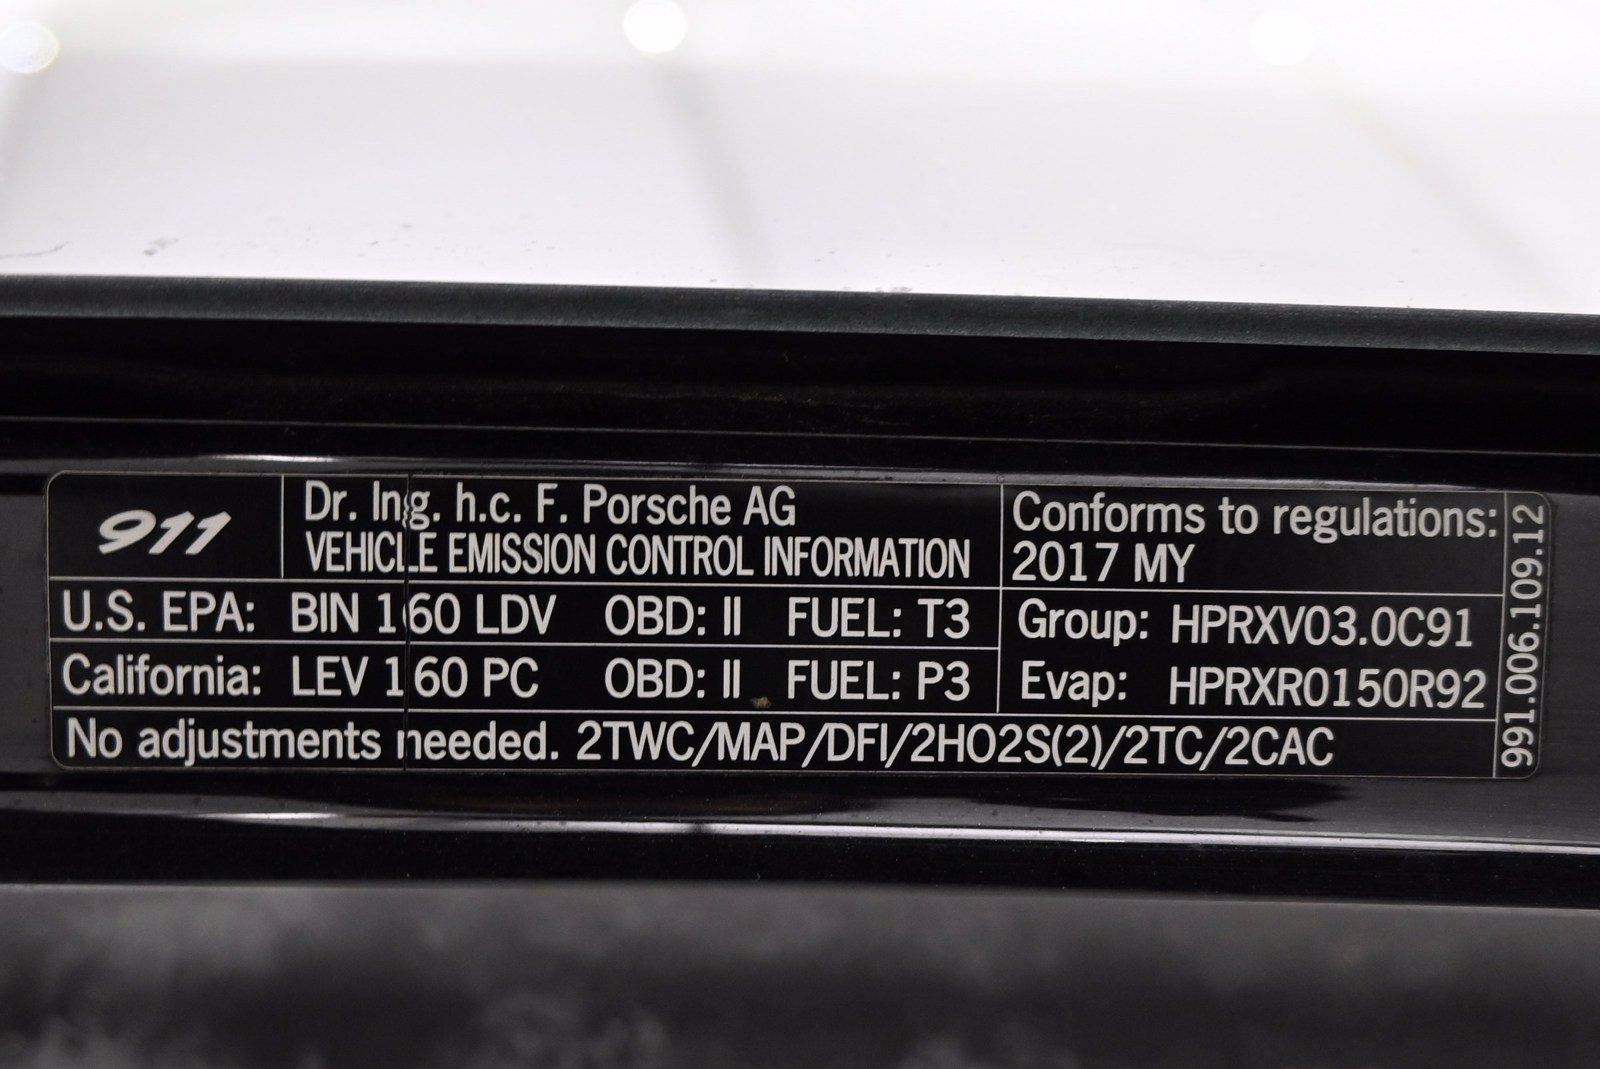 911
Dr. Ing. h.c. F. Porsche AG
VEHICLE EMISSION CONTROL INFORMATION
Conforms to regulations:
2017 MY
U.S. EPA: BIN 160 LDV OBD: II FUEL: T3
Group: HPRXV03.0C91
California: LEV 160 PC OBD: II FUEL: P3
Evap: HPRXR0150R92
No adjustments needed. 2TWC/MAP/DFI/2HO2S(2)/2TC/2CAC
991.006.109.12